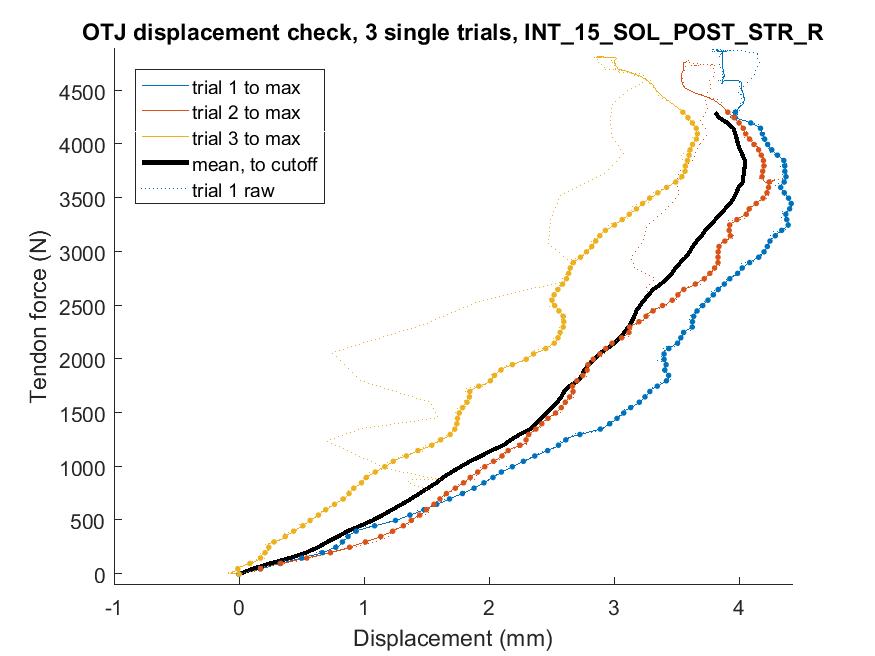 OTJ displacement check, 3 single trials, INT_15_SOL_POST_STR_R
trial 1 to max
trial 2 to max
trial 3 to max
mean, to cutoff
trial 1 raw
Tendon force (N)
4500
4000
3500
3000
2500
2000
1500
1000
500
0
-1 0 1 2 3 4
Displacement (mm)